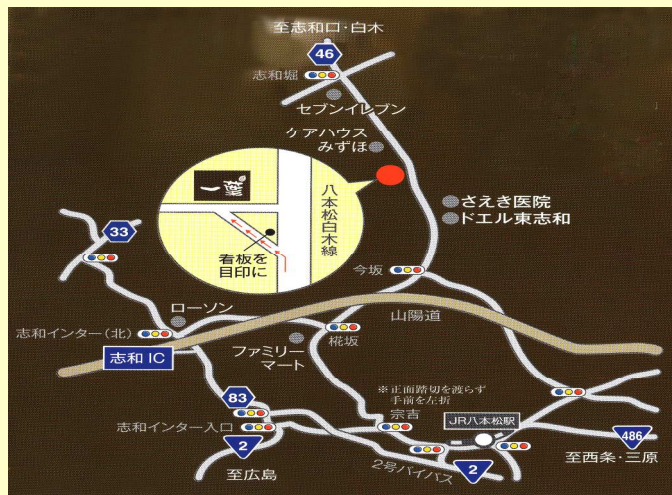 至志和口・白木
46
志和堀
セブンイレブン
ケアハウス
みずほ
一
八本松白木線
さえき医院
ドエル東志和
看板を
目印に
33
今坂
ローソン
山陽道
志和インター(北)
椛坂
志和 IC
ファミリー
マート
※正面踏切を渡らず
手前を左折
83
宗吉
JR八本松駅
志和インター入口
486
2
2号バイパス
2
至広島
至西条・三原